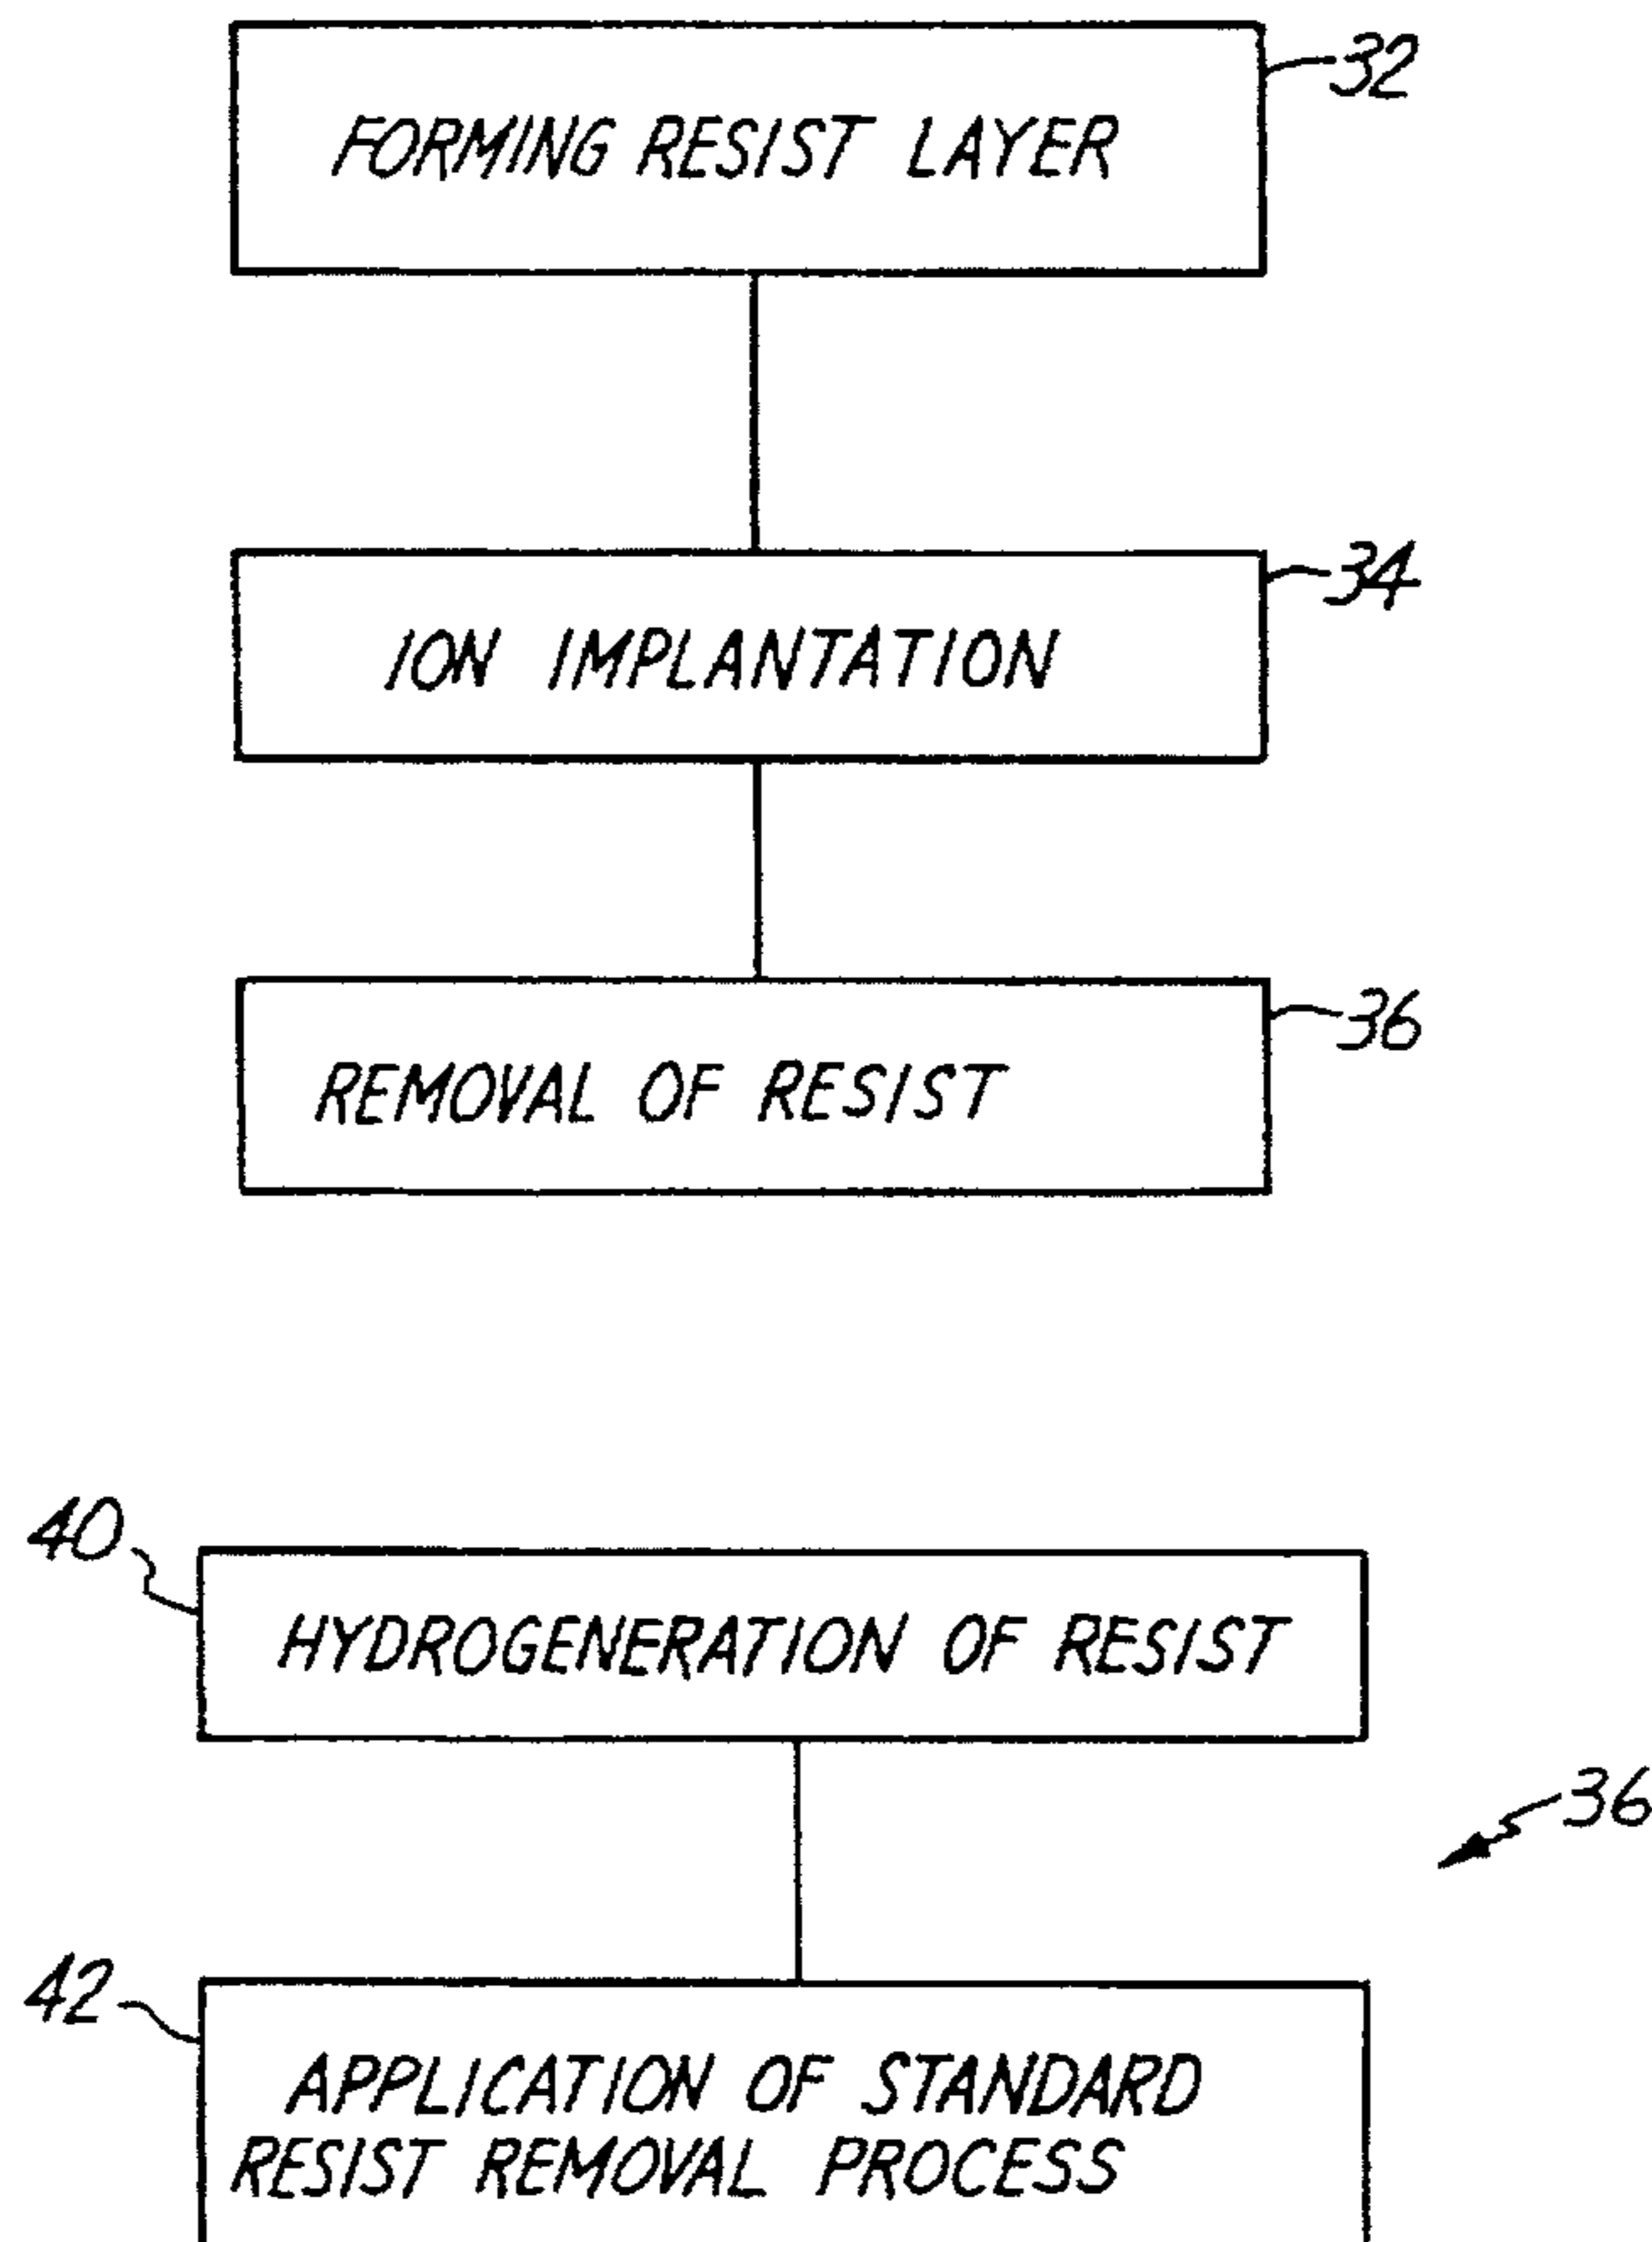 32
FORMING RESIST LAYER
34
ION IMPLANTATION
36
REMOVAL OF RESIST
40
HYDROGENERATION OF RESIST
36
42
APPLICATION OF STANDARD
RESIST REMOVAL PROCESS